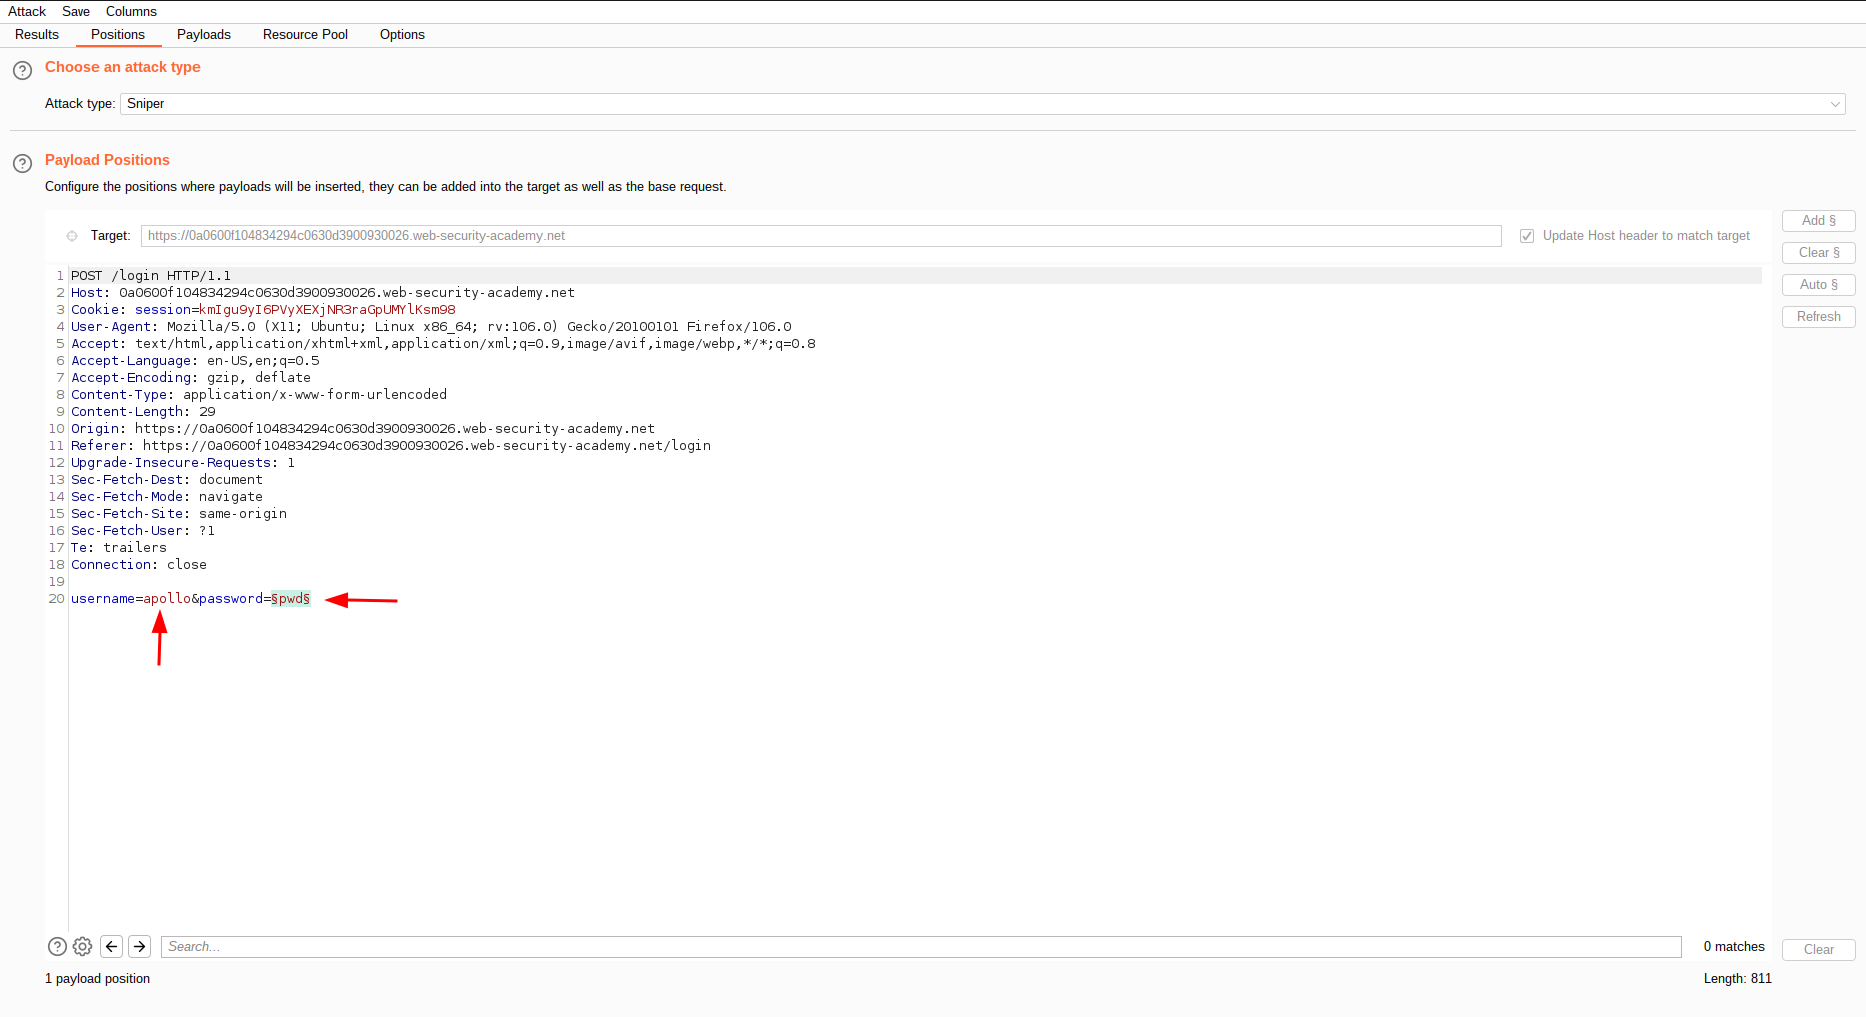 Attack Save Columns
Results Positions Payloads Resource Pool Options
Choose an attack type
Attack type: Sniper
Payload Positions
Configure the positions where payloads will be inserted, they can be added into the target as well as the base request.
Target: https://0a0600f104834294c0630d3900930026.web-security-academy.net Update Host header to match target
Add §
Clear §
Auto §
Refresh
1 POST /login HTTP/1.1
2 Host: 0a0600f104834294c0630d3900930026.web-security-academy.net
3 Cookie: session=kmIgu9yI6PVyXEXjNR3raGpUMYlKsm98
4 User-Agent: Mozilla/5.0 (X11; Ubuntu; Linux x86_64; rv:106.0) Gecko/20100101 Firefox/106.0
5 Accept: text/html,application/xhtml+xml,application/xml;q=0.9,image/avif,image/webp,*/*;q=0.8
6 Accept-Language: en-US,en;q=0.5
7 Accept-Encoding: gzip, deflate
8 Content-Type: application/x-www-form-urlencoded
9 Content-Length: 29
10 Origin: https://0a0600f104834294c0630d3900930026.web-security-academy.net
11 Referer: https://0a0600f104834294c0630d3900930026.web-security-academy.net/login
12 Upgrade-Insecure-Requests: 1
13 Sec-Fetch-Dest: document
14 Sec-Fetch-Mode: navigate
15 Sec-Fetch-Site: same-origin
16 Sec-Fetch-User: ?1
17 Te: trailers
18 Connection: close
19
20 username=apollo&password=§pwd§
Search... 0 matches Clear
1 payload position Length: 811